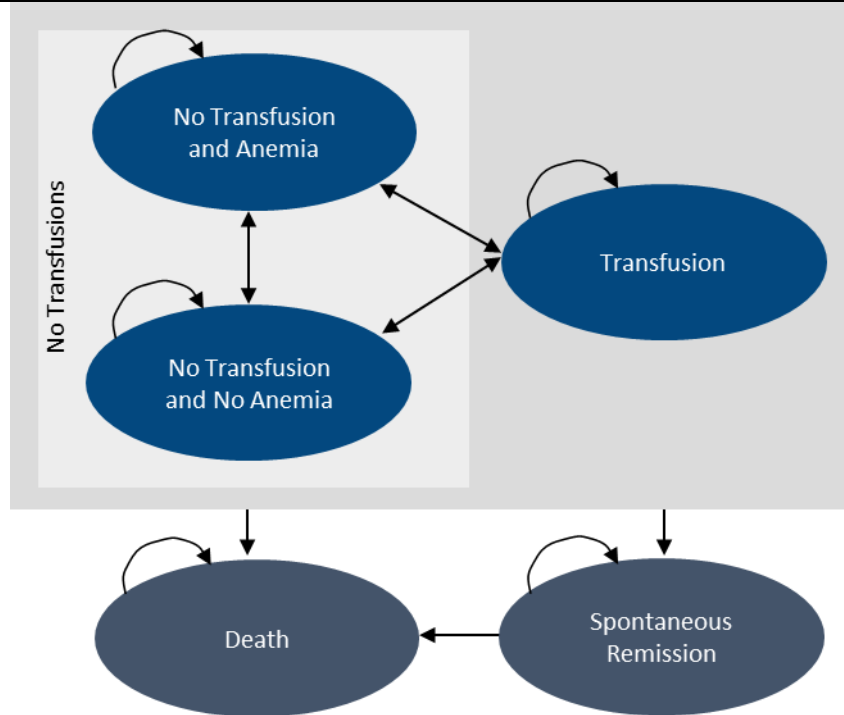 No Transfusions
No Transfusion
and Anemia
Transfusion
No Transfusion
and No Anemia
Death
Spontaneous
Remission